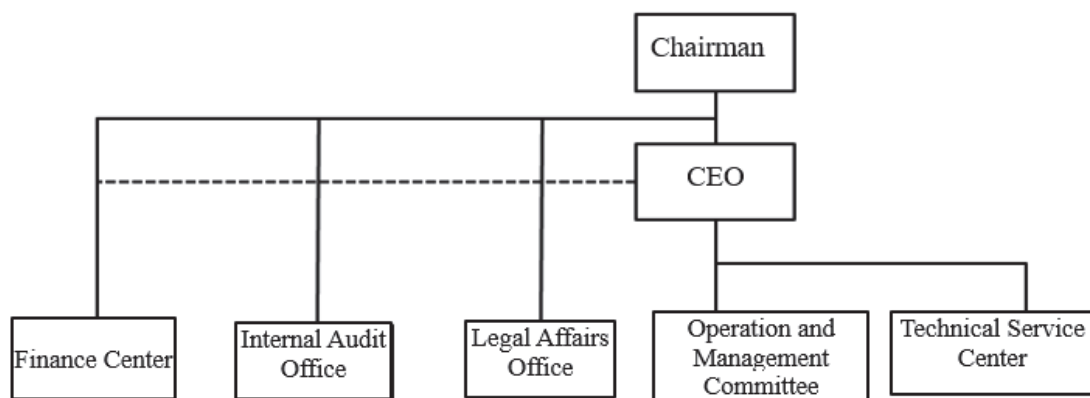 Chairman
CEO
Finance Center
Internal Audit
Office
Legal Affairs
Office
Operation and
Management
Committee
Technical Service
Center